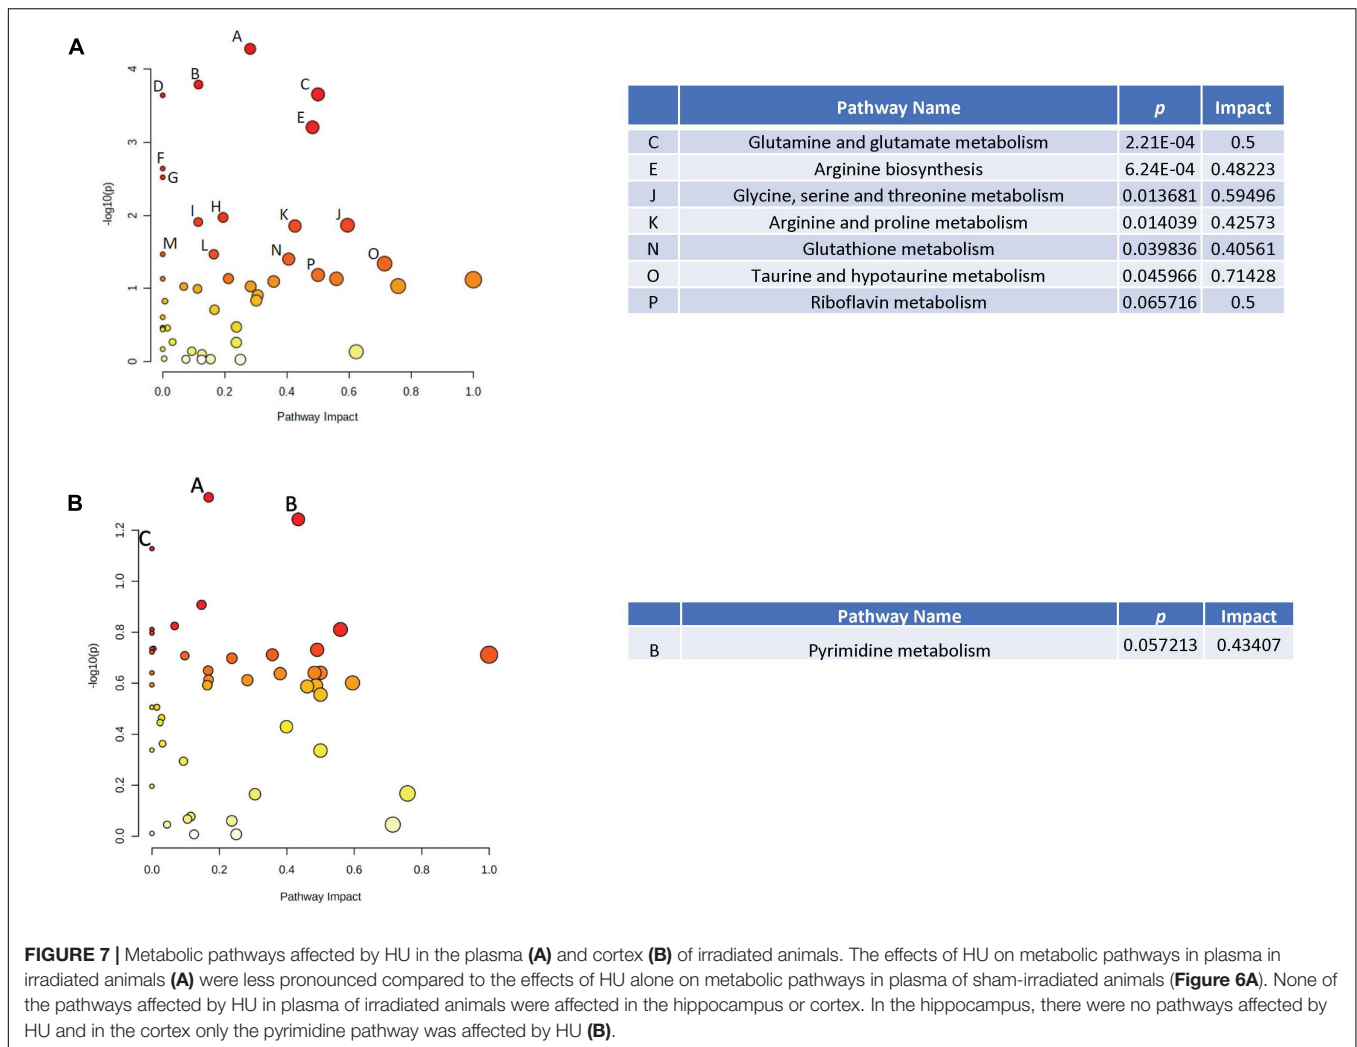 A
-log10(p)
4
3
2
1
0
A
B
C
D
E
F
G
H
I
J
K
L
M
N
O
P
0.0 0.2 0.4 0.6 0.8 1.0
Pathway Impact
Pathway Name p Impact
C Glutamine and glutamate metabolism 2.21E-04 0.5
E Arginine biosynthesis 6.24E-04 0.48223
J Glycine, serine and threonine metabolism 0.013681 0.59496
K Arginine and proline metabolism 0.014039 0.42573
N Glutathione metabolism 0.039836 0.40561
O Taurine and hypotaurine metabolism 0.045966 0.71428
P Riboflavin metabolism 0.065716 0.5
B
-log10(p)
1.2
1.0
0.8
0.6
0.4
0.2
0.0
A
B
C
0.0 0.2 0.4 0.6 0.8 1.0
Pathway Impact
Pathway Name p Impact
B Pyrimidine metabolism 0.057213 0.43407
FIGURE 7 | Metabolic pathways affected by HU in the plasma (A) and cortex (B) of irradiated animals. The effects of HU on metabolic pathways in plasma in
irradiated animals (A) were less pronounced compared to the effects of HU alone on metabolic pathways in plasma of sham-irradiated animals (Figure 6A). None of
the pathways affected by HU in plasma of irradiated animals were affected in the hippocampus or cortex. In the hippocampus, there were no pathways affected by
HU and in the cortex only the pyrimidine pathway was affected by HU (B).